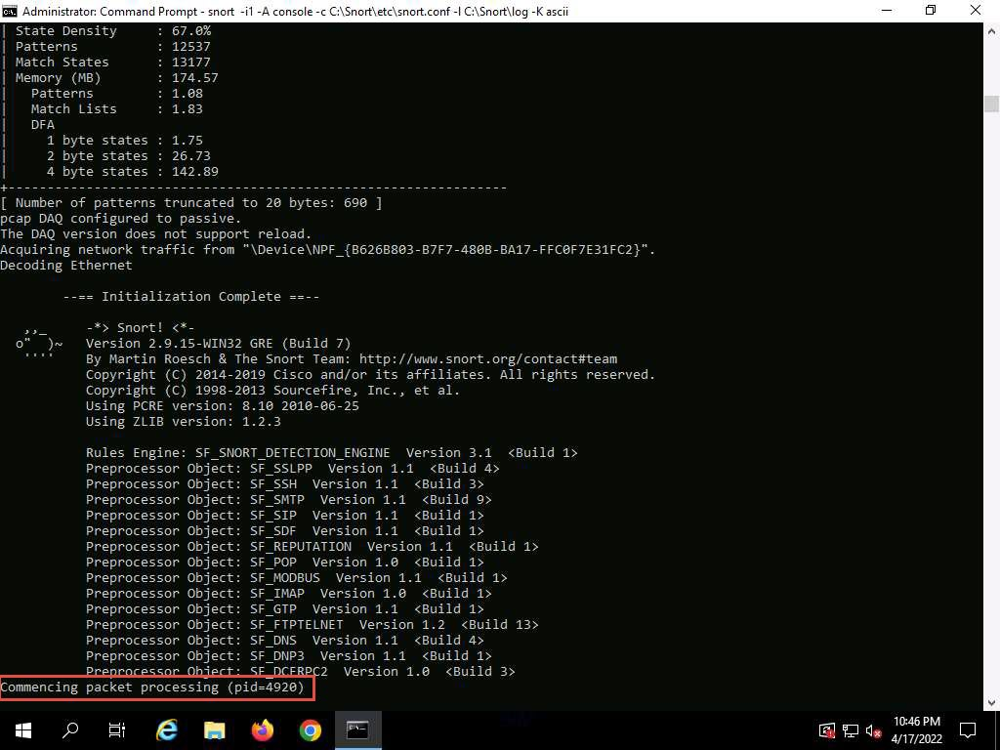 Administrator: Command Prompt - snort  -i1 -A console -c C:\Snort\etc\snort.conf -l C:\Snort\log -K ascii
| State Density     : 67.0%
| Patterns          : 12537
| Match States      : 13177
| Memory (MB)       : 174.57
|   Patterns        : 1.08
|   Match Lists     : 1.83
|   DFA
|     1 byte states : 1.75
|     2 byte states : 26.73
|     4 byte states : 142.89
+----------------------------------------------------------------
[ Number of patterns truncated to 20 bytes: 690 ]
pcap DAQ configured to passive.
The DAQ version does not support reload.
Acquiring network traffic from "\Device\NPF_{B626B803-B7F7-480B-BA17-FFC0F7E31FC2}".
Decoding Ethernet
        --== Initialization Complete ==--
   ,,_     -*> Snort! <*-
  o"  )~   Version 2.9.15-WIN32 GRE (Build 7)
   ''''    By Martin Roesch & The Snort Team: http://www.snort.org/contact#team
           Copyright (C) 2014-2019 Cisco and/or its affiliates. All rights reserved.
           Copyright (C) 1998-2013 Sourcefire, Inc., et al.
           Using PCRE version: 8.10 2010-06-25
           Using ZLIB version: 1.2.3
           Rules Engine: SF_SNORT_DETECTION_ENGINE  Version 3.1  <Build 1>
           Preprocessor Object: SF_SSLPP  Version 1.1  <Build 4>
           Preprocessor Object: SF_SSH  Version 1.1  <Build 3>
           Preprocessor Object: SF_SMTP  Version 1.1  <Build 9>
           Preprocessor Object: SF_SIP  Version 1.1  <Build 1>
           Preprocessor Object: SF_SDF  Version 1.1  <Build 1>
           Preprocessor Object: SF_REPUTATION  Version 1.1  <Build 1>
           Preprocessor Object: SF_POP  Version 1.0  <Build 1>
           Preprocessor Object: SF_MODBUS  Version 1.1  <Build 1>
           Preprocessor Object: SF_IMAP  Version 1.0  <Build 1>
           Preprocessor Object: SF_GTP  Version 1.1  <Build 1>
           Preprocessor Object: SF_FTPTELNET  Version 1.2  <Build 13>
           Preprocessor Object: SF_DNS  Version 1.1  <Build 4>
           Preprocessor Object: SF_DNP3  Version 1.1  <Build 1>
           Preprocessor Object: SF_DCERPC2  Version 1.0  <Build 3>
Commencing packet processing (pid=4920)
10:46 PM
4/17/2022